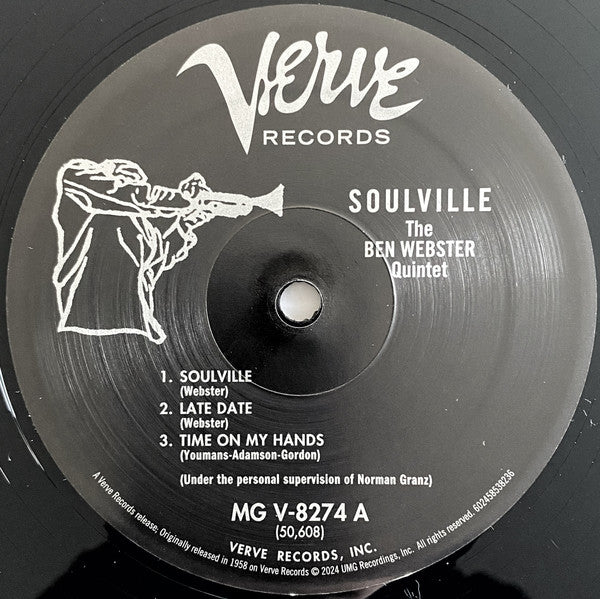 Verve
RECORDS
SOULVILLE
The
BEN WEBSTER
Quintet
1. SOULVILLE
(Webster)
2. LATE DATE
(Webster)
3. TIME ON MY HANDS
(Youmans-Adamson-Gordon)
(Under the personal supervision of Norman Granz)
MG V-8274 A
(50,608)
VERVE RECORDS, INC.
A Verve Records release; Originally released in 1958 on Verve Records © 2024 UMG Recordings, Inc. All rights reserved. 602458538236